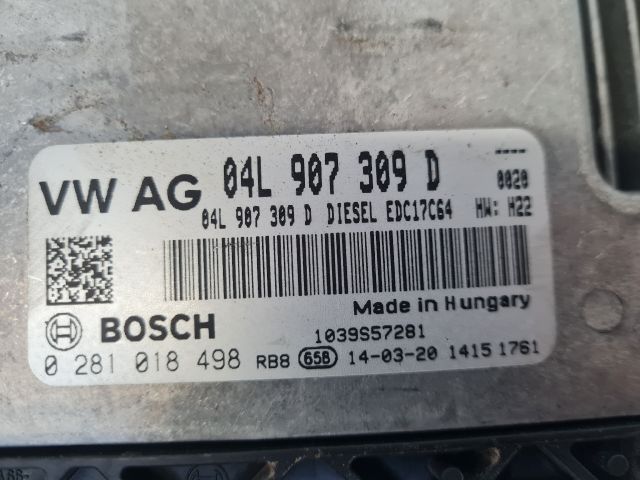 ----
VW AG 04L 907 309 D 0020
04L 907 309 D DIESEL EDC17C64 HW: H22
Made in Hungary
BOSCH 1039S57281
0 281 018 498 RB8 65B 14-03-20 1415 1761